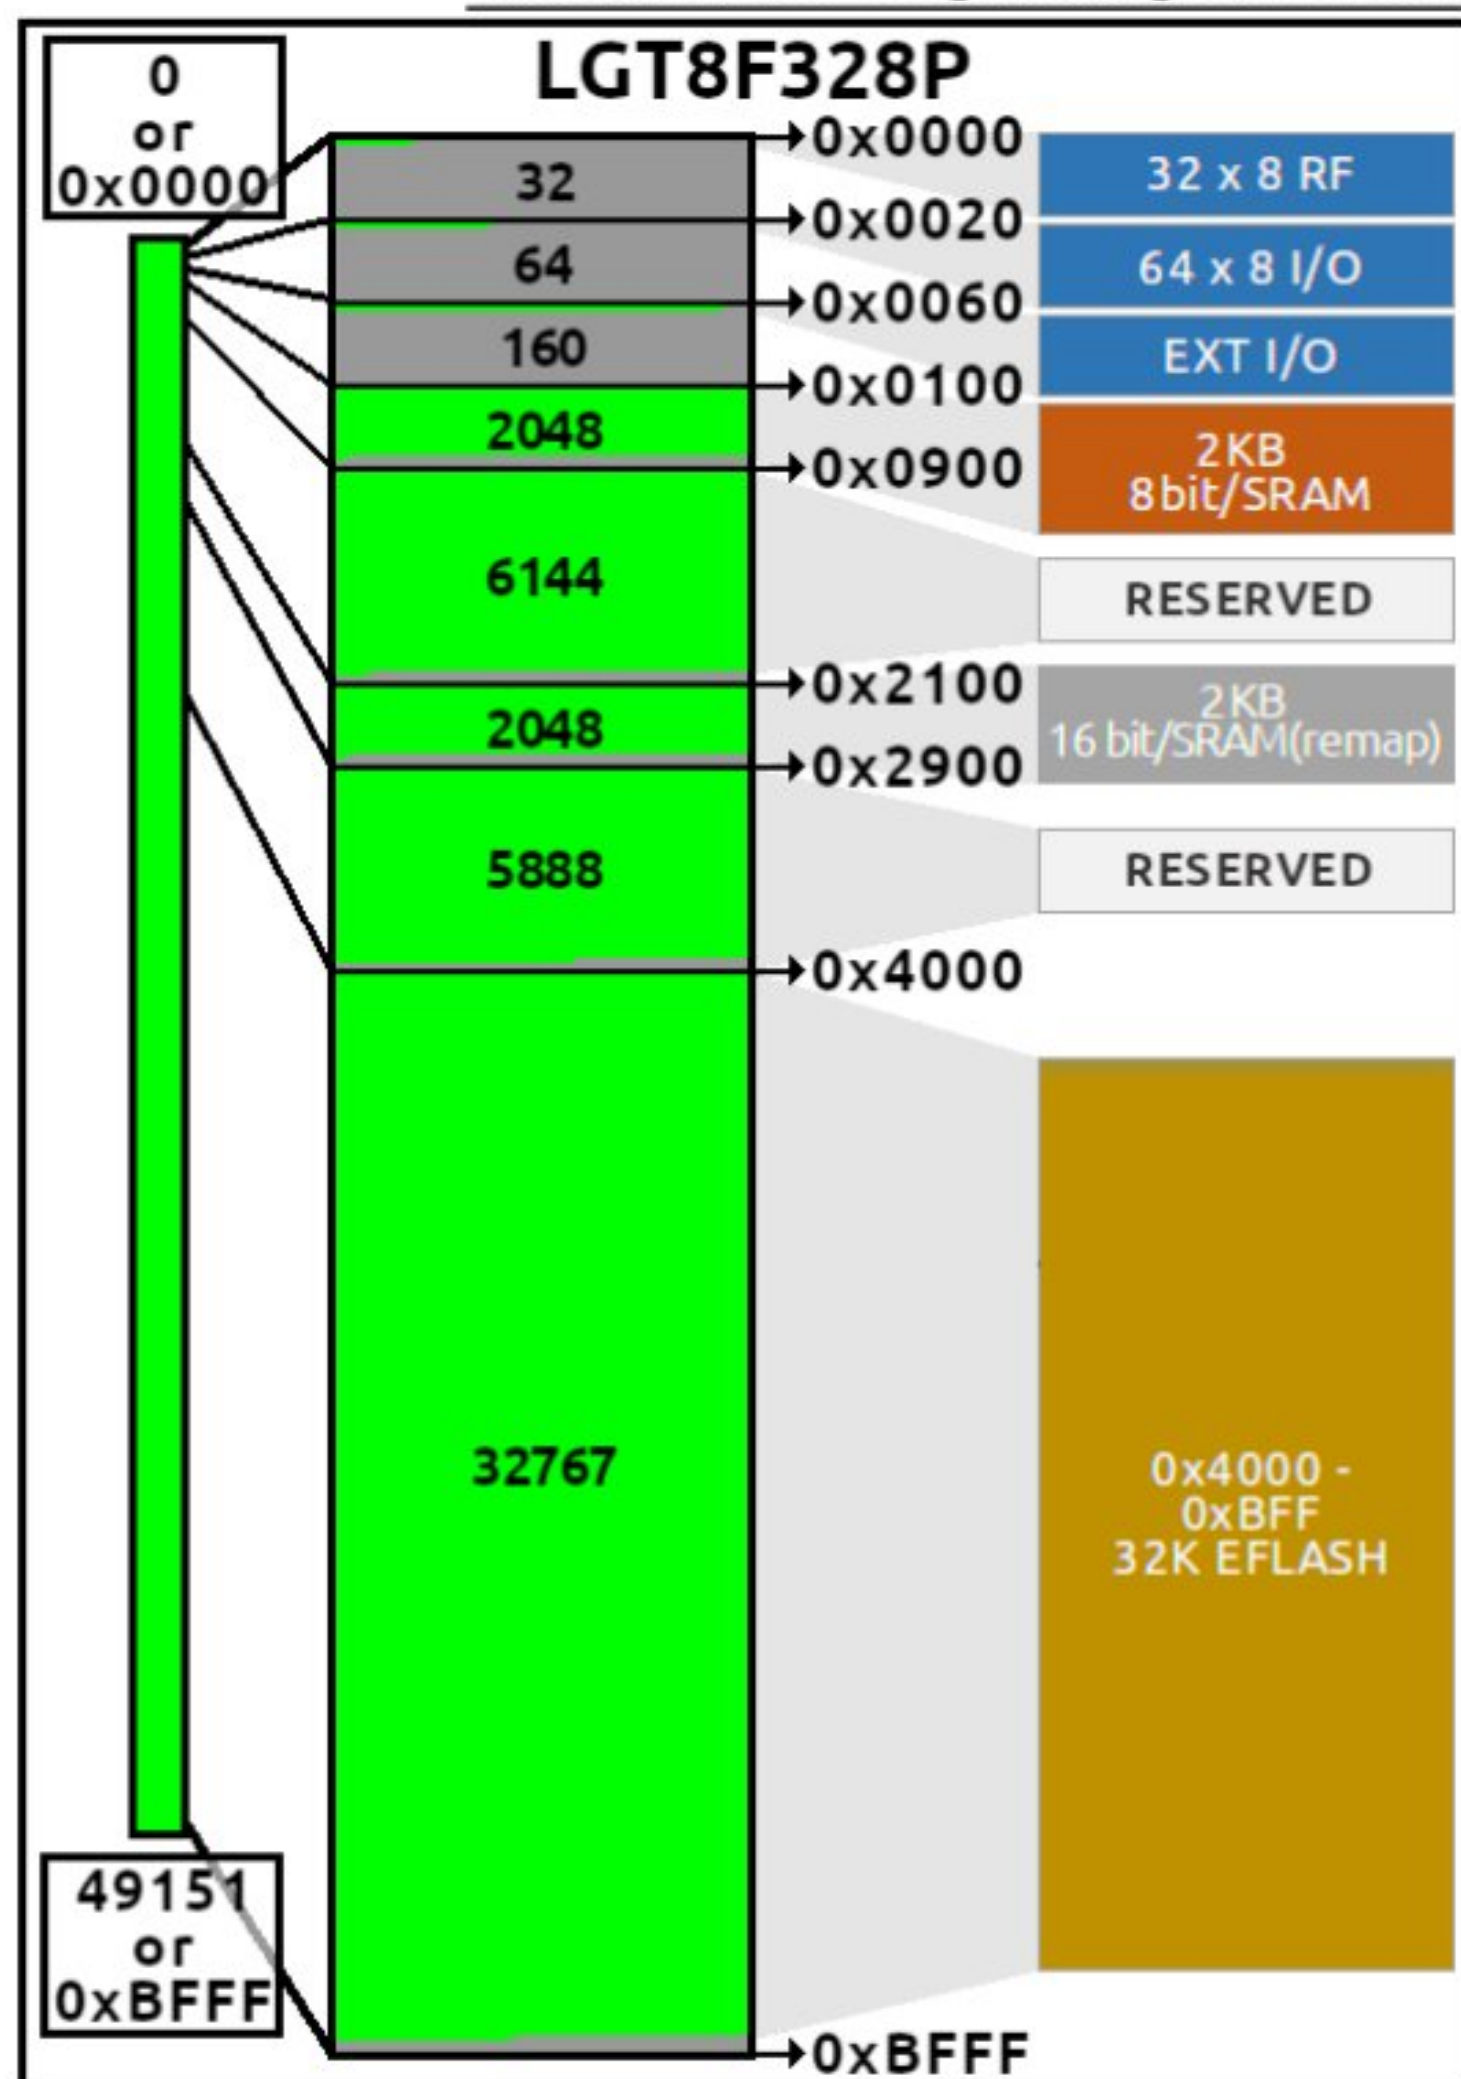 LGT8F328P
0
or
0x0000
32
64
160
2048
6144
2048
5888
32767
0x0000
0x0020
0x0060
0x0100
0x0900
0x2100
0x2900
0x4000
0xBFFF
32 x 8 RF
64 x 8 I/O
EXT I/O
2KB
8bit/SRAM
RESERVED
2KB
16 bit/SRAM(remap)
RESERVED
0x4000 -
0xBFF
32K EFLASH
49151
or
0xBFFF